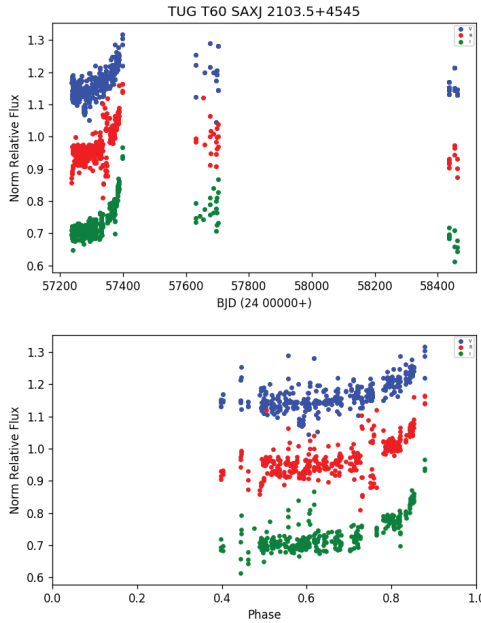 TUG T60 SAXJ 2103.5+4545
Norm Relative Flux
1.3
1.2
1.1
1.0
0.9
0.8
0.7
0.6
V
R
I
57200 57400 57600 57800 58000 58200 58400
BJD (24 00000+)
Norm Relative Flux
1.3
1.2
1.1
1.0
0.9
0.8
0.7
0.6
V
R
I
0.0 0.2 0.4 0.6 0.8 1.0
Phase